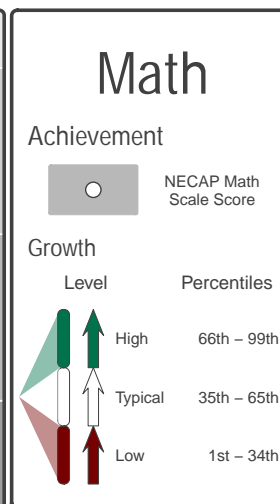 Math
Achievement
NECAP Math
Scale Score
Growth
Level Percentiles
High 66th – 99th
Typical 35th – 65th
Low 1st – 34th